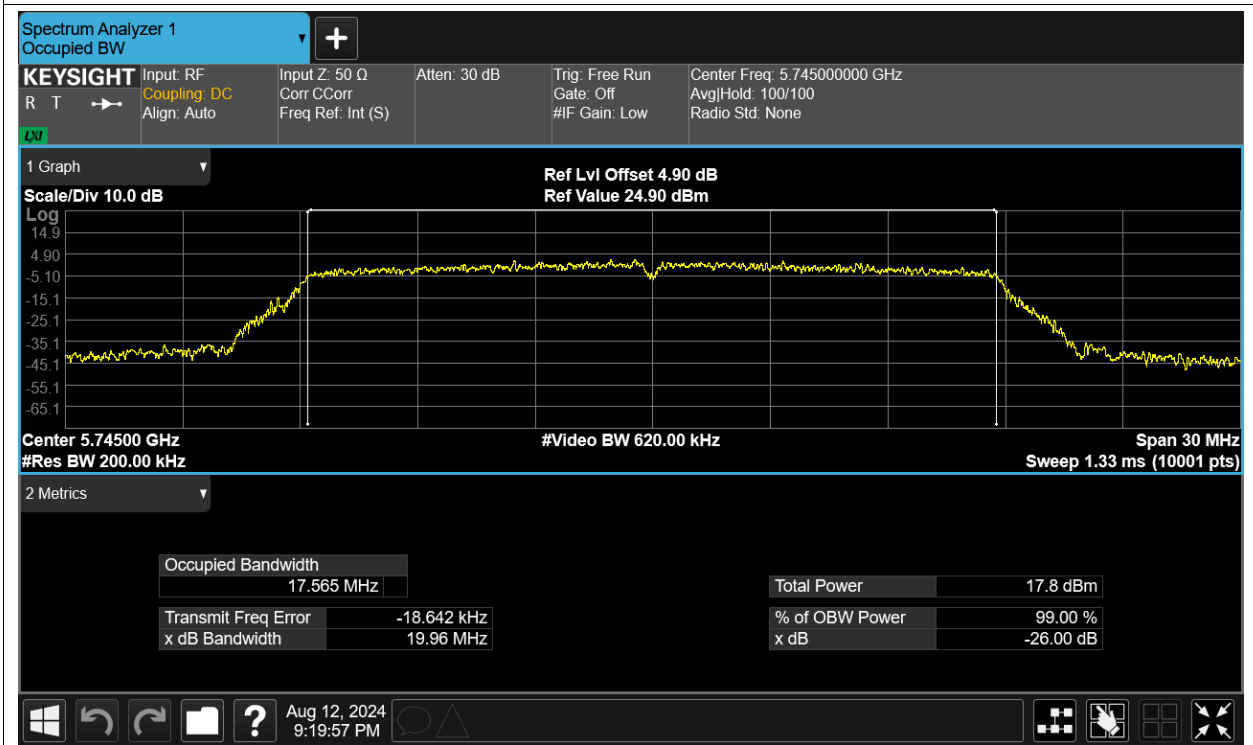 Spectrum Analyzer 1
Occupied BW
KEYSIGHT
R T
LXI
Input: RF
Coupling: DC
Align: Auto
Input Z: 50 Ω
Corr CCorr
Freq Ref: Int (S)
Atten: 30 dB
Trig: Free Run
Gate: Off
#IF Gain: Low
Center Freq: 5.745000000 GHz
Avg|Hold: 100/100
Radio Std: None
1 Graph
Scale/Div 10.0 dB
Ref Lvl Offset 4.90 dB
Ref Value 24.90 dBm
Log
14.9
4.90
-5.10
-15.1
-25.1
-35.1
-45.1
-55.1
-65.1
Center 5.74500 GHz
#Res BW 200.00 kHz
#Video BW 620.00 kHz
Span 30 MHz
Sweep 1.33 ms (10001 pts)
2 Metrics
Occupied Bandwidth
17.565 MHz
Transmit Freq Error -18.642 kHz
x dB Bandwidth 19.96 MHz
Total Power 17.8 dBm
% of OBW Power 99.00 %
x dB -26.00 dB
?
Aug 12, 2024
9:19:57 PM